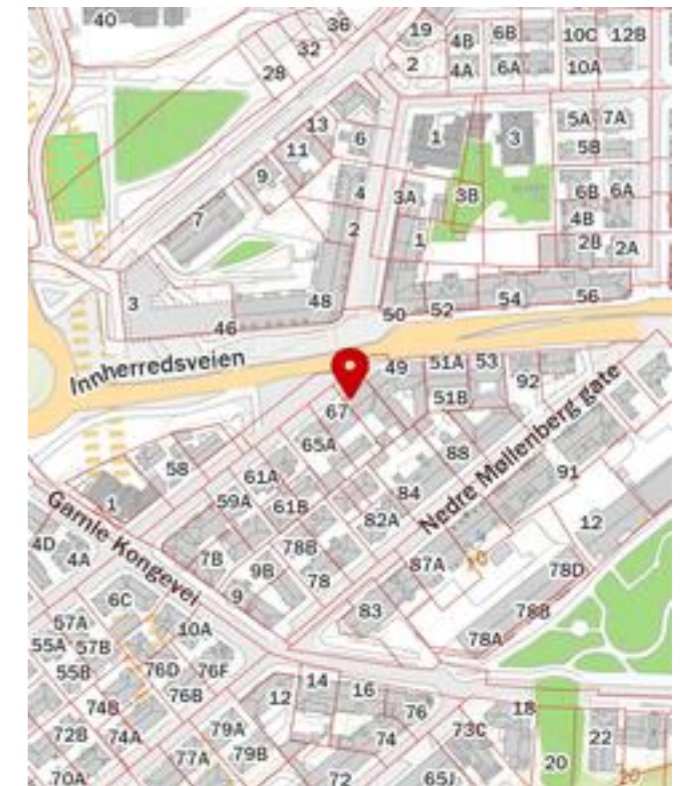 40
36
19
4B
6B
10C
12B
32
2
4A
6A
10A
28
13
6
1
3
5A
7A
11
5B
9
4
3A
3B
6B
6A
7
2
1
4B
2B
2A
3
48
50
52
54
56
46
Innherredsveien
49
51A
53
92
67
51B
65A
88
Nedre Møllenberg gate
58
61A
91
1
59A
61B
84
82A
12
Gamle Kongevei
4D
4A
7B
9B
78B
78
87A
10
78D
6C
9
83
78B
57A
10A
78A
55A
57B
55B
76D
76F
76B
14
16
12
76
18
74B
79A
73C
72B
74A
74
22
77A
79B
20
70A
72
65J
20